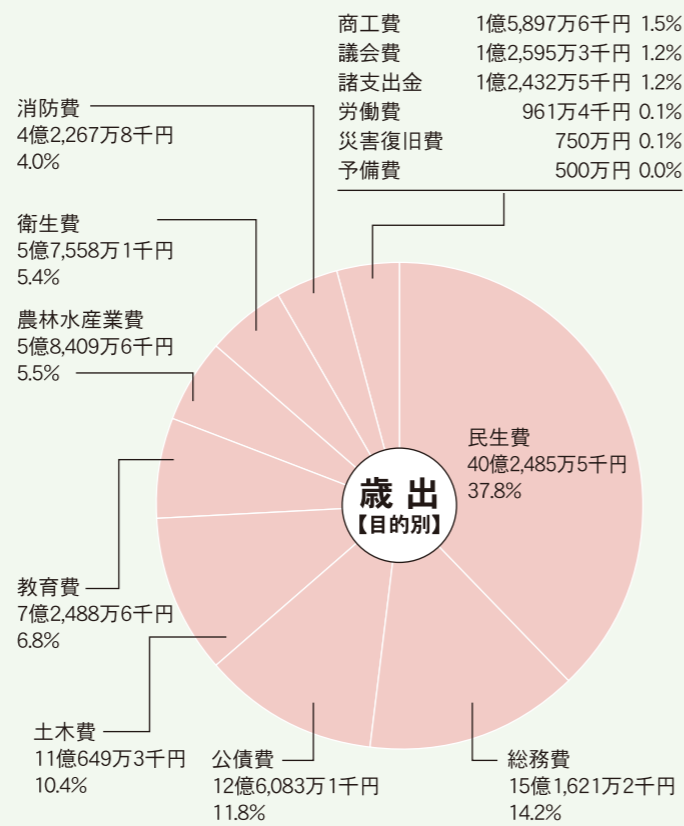 商工費 1億5,897万6千円 1.5%
議会費 1億2,595万3千円 1.2%
諸支出金 1億2,432万5千円 1.2%
労働費 961万4千円 0.1%
災害復旧費 750万円 0.1%
予備費 500万円 0.0%
消防費
4億2,267万8千円
4.0%
衛生費
5億7,558万1千円
5.4%
農林水産業費
5億8,409万6千円
5.5%
民生費
40億2,485万5千円
37.8%
歳出
【目的別】
教育費
7億2,488万6千円
6.8%
土木費
11億649万3千円
10.4%
公債費
12億6,083万1千円
11.8%
総務費
15億1,621万2千円
14.2%